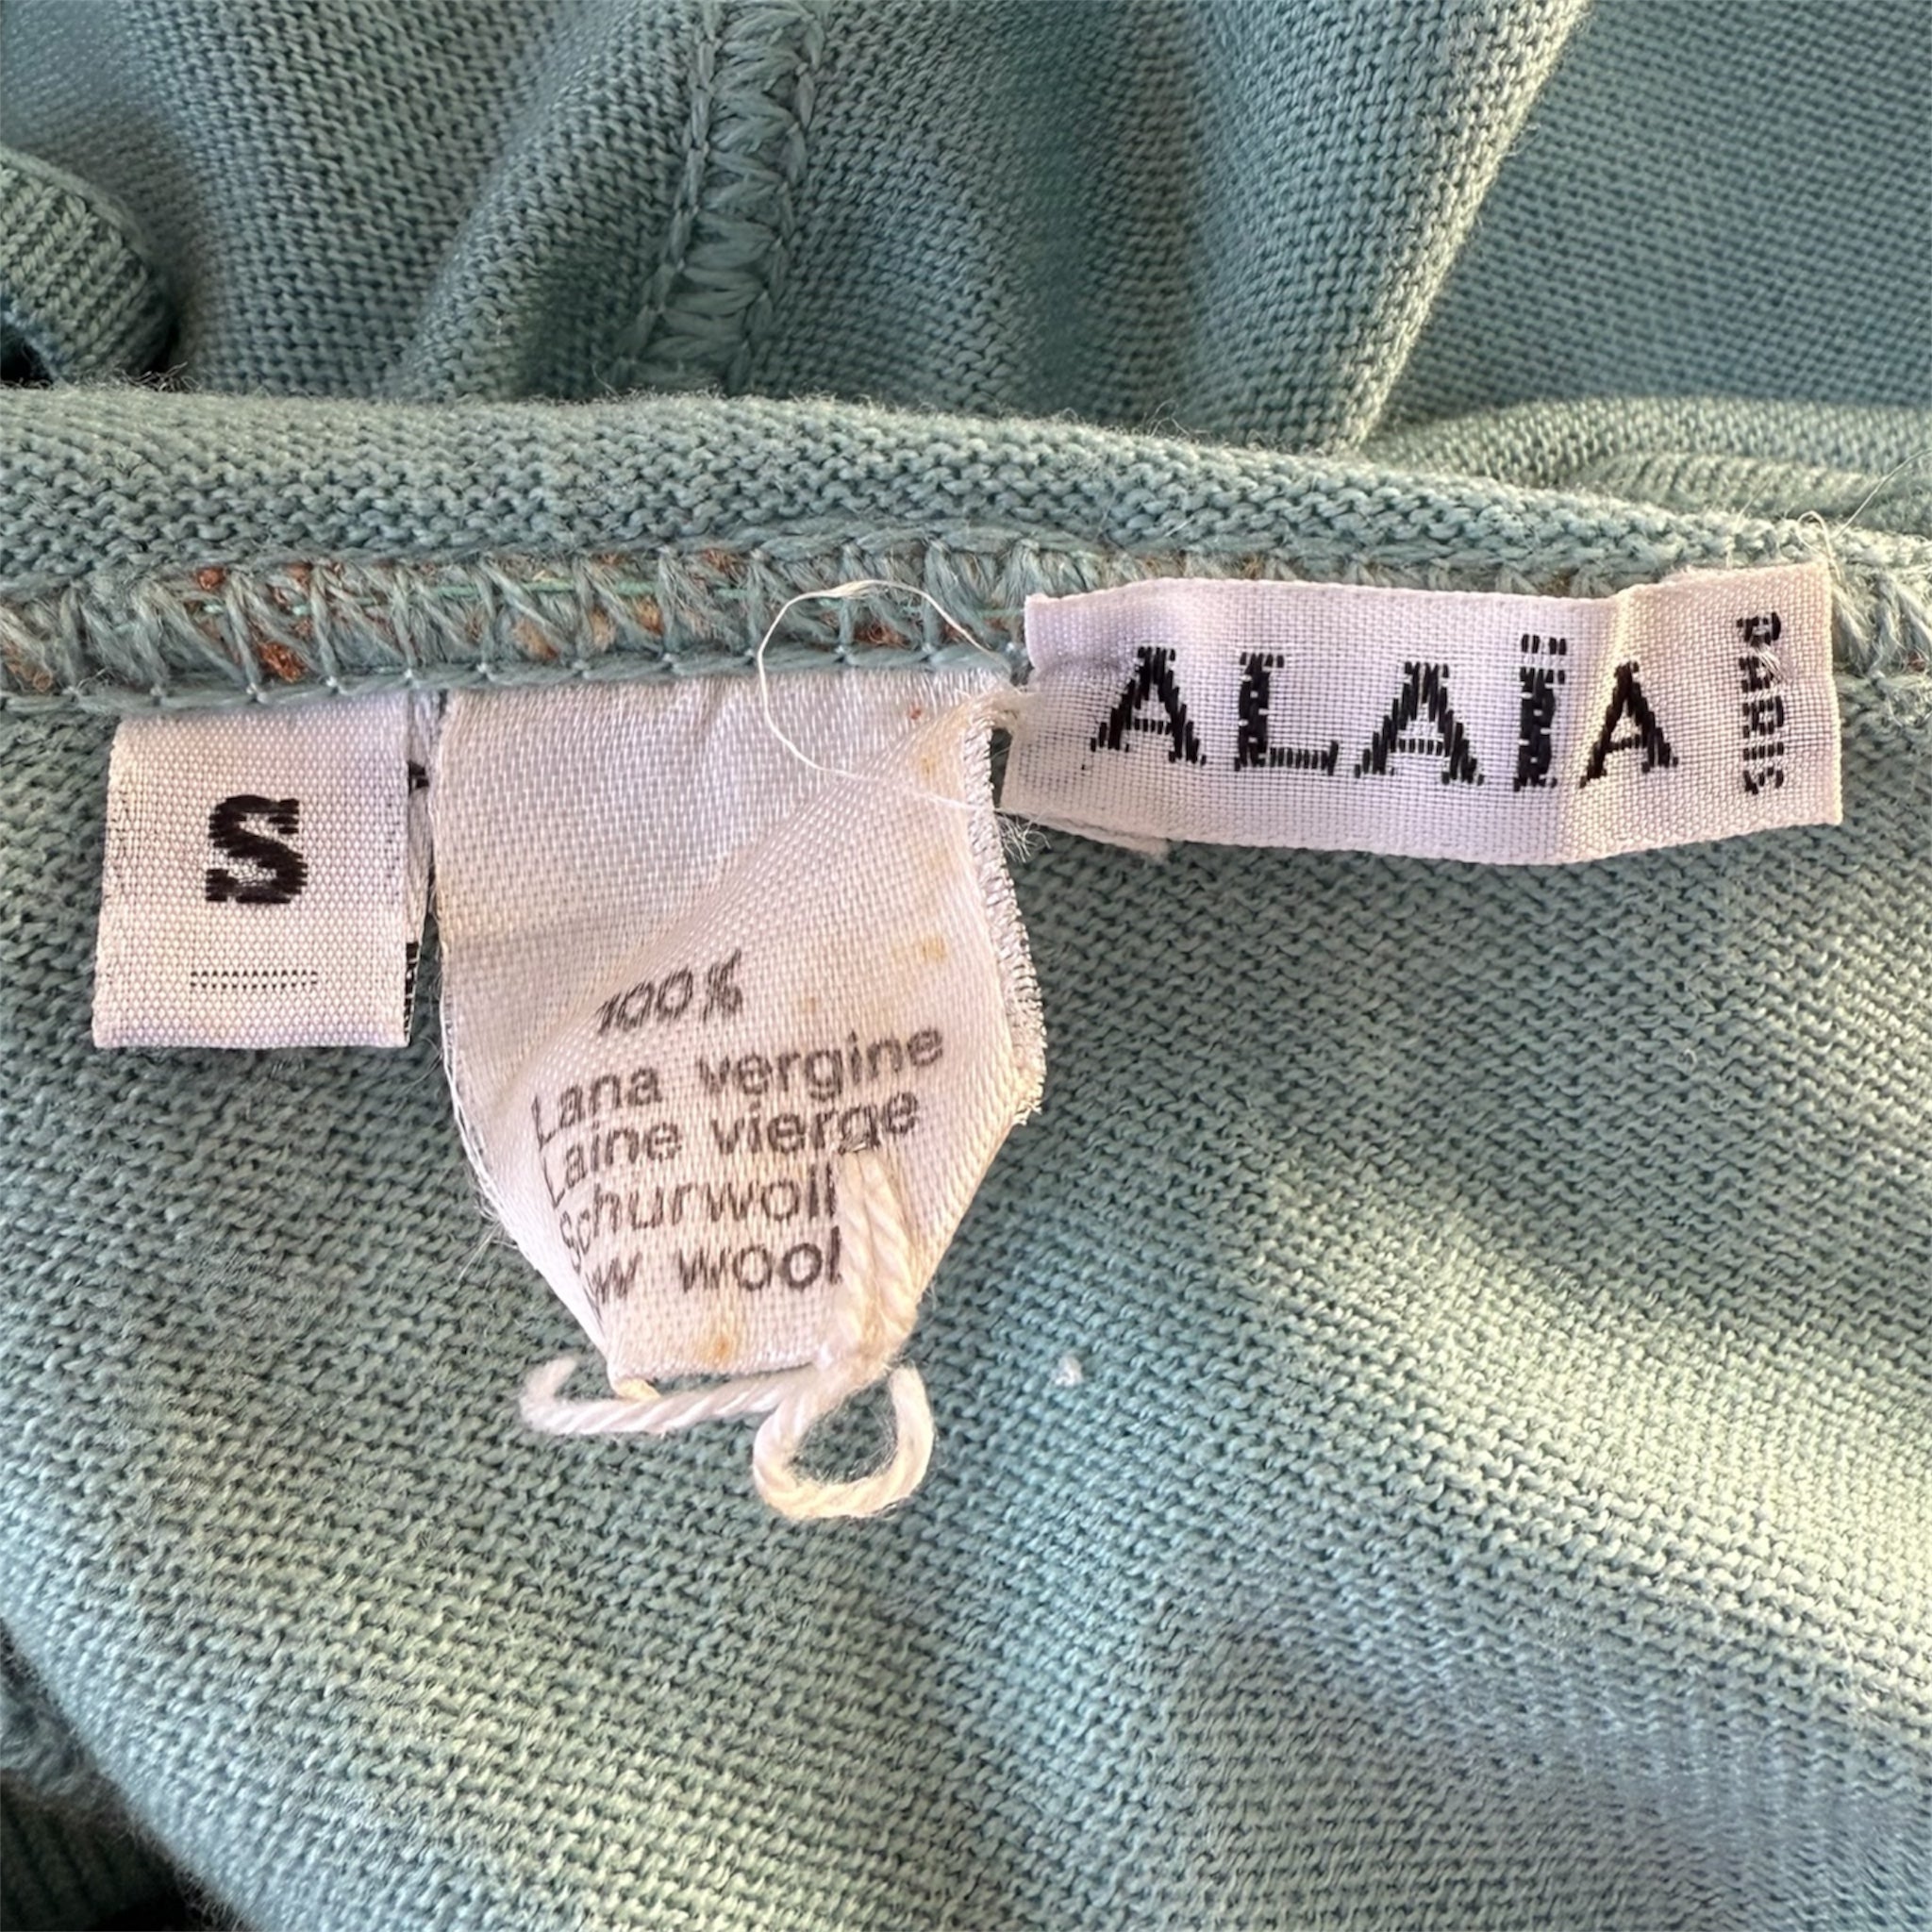 S
100%
Lana vergine
Laine vierge
Schurwoll
wool
ALAÏA
PARIS